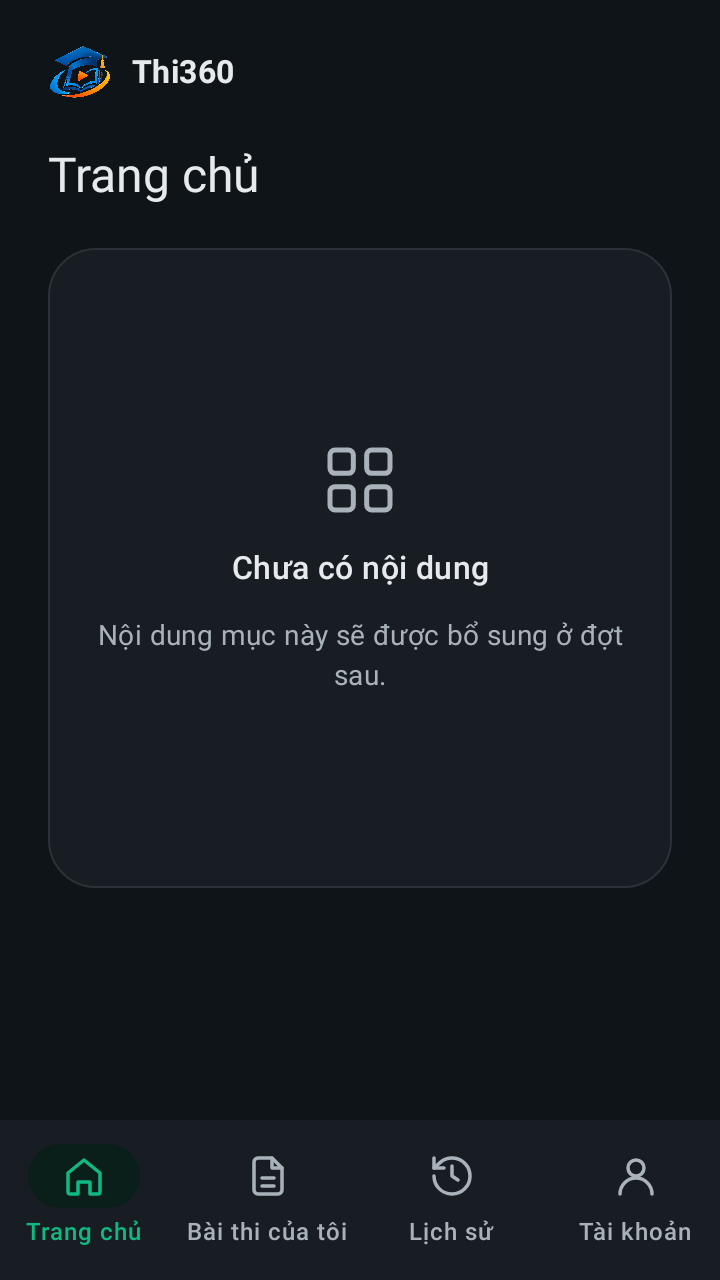 Thi360
Trang chủ
Chưa có nội dung
Nội dung mục này sẽ được bổ sung ở đợt
sau.
Trang chủ
Bài thi của tôi
Lịch sử
Tài khoản